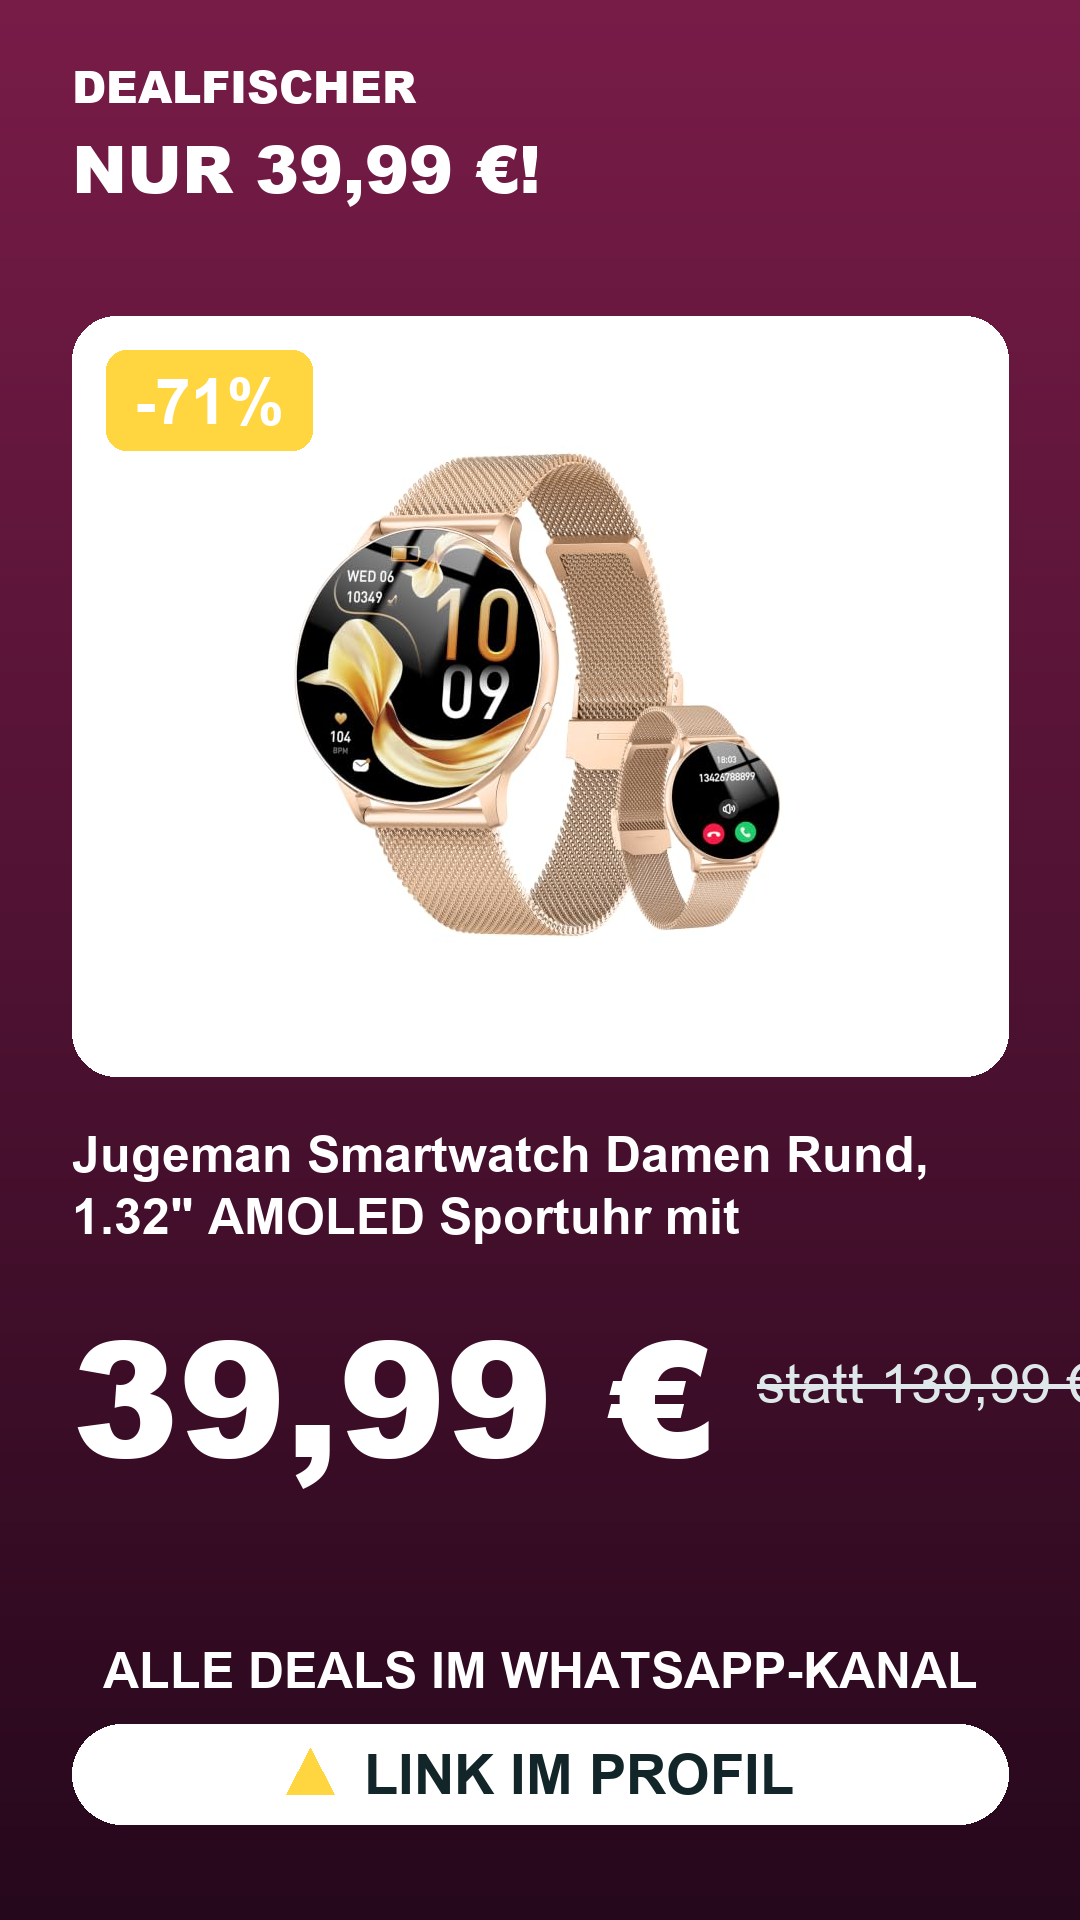 DEALFISCHER
NUR 39,99 €!
-71%
WED 06
10349
10
09
104
BPM
18:03
13426788899
Jugeman Smartwatch Damen Rund,
1.32" AMOLED Sportuhr mit
39,99 €
statt 139,99 €
ALLE DEALS IM WHATSAPP-KANAL
LINK IM PROFIL